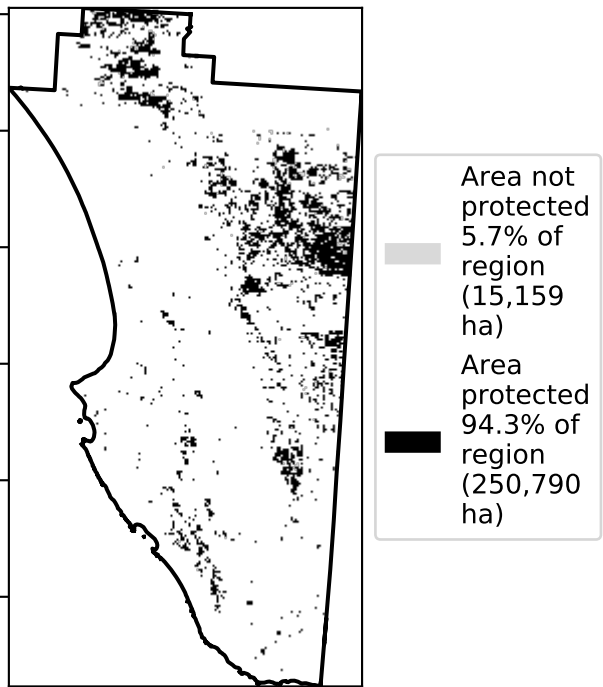 Area not
protected
5.7% of
region
(15,159
ha)
Area
protected
94.3% of
region
(250,790
ha)